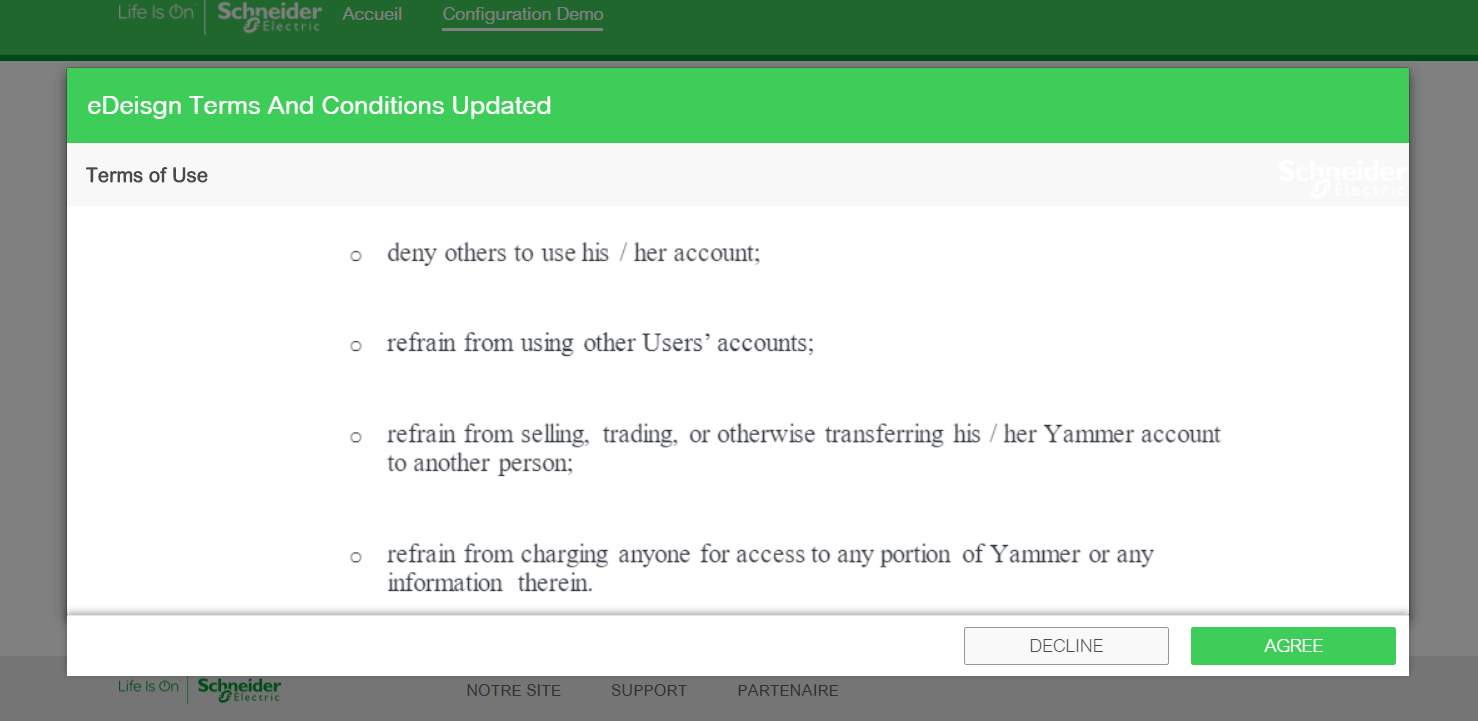 Life Is On Schneider Electric Accueil Configuration Demo
eDeisgn Terms And Conditions Updated
Terms of Use
Schneider Electric
o deny others to use his / her account;
o refrain from using other Users’ accounts;
o refrain from selling, trading, or otherwise transferring his / her Yammer account
to another person;
o refrain from charging anyone for access to any portion of Yammer or any
information therein.
DECLINE AGREE
Life Is On Schneider Electric NOTRE SITE SUPPORT PARTENAIRE